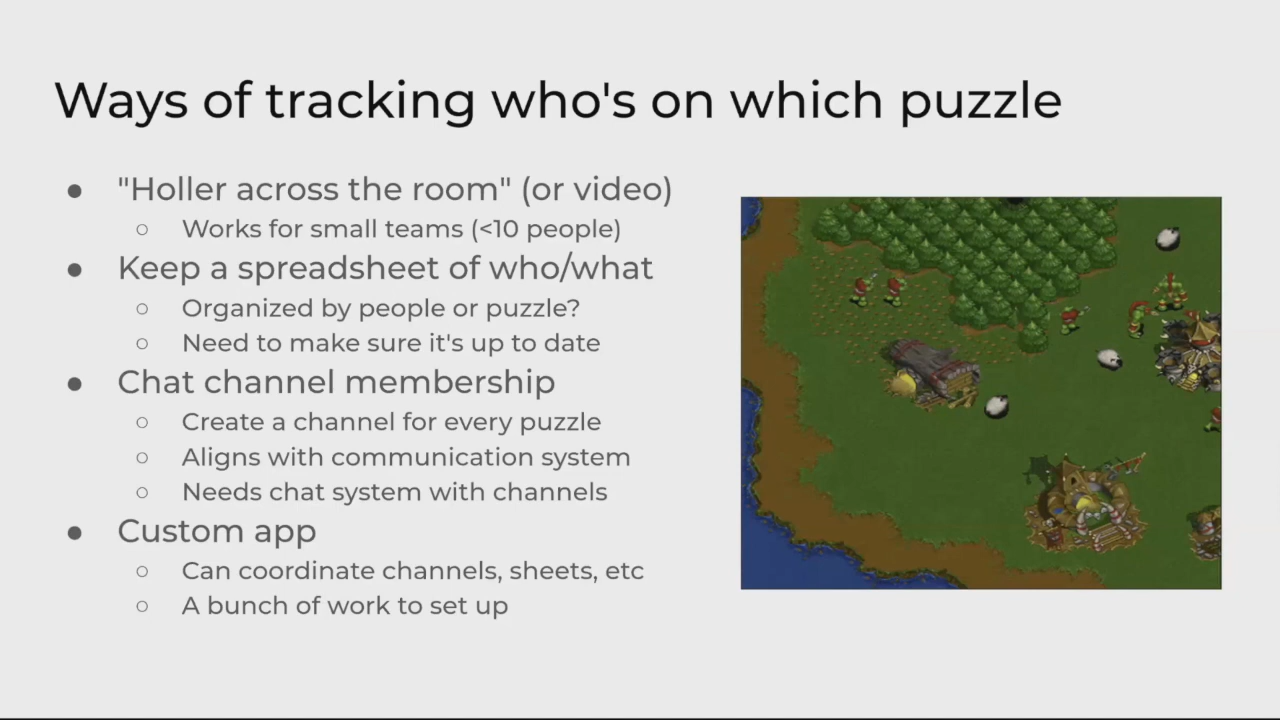 Ways of tracking who's on which puzzle
● "Holler across the room" (or video)
○ Works for small teams (<10 people)
● Keep a spreadsheet of who/what
○ Organized by people or puzzle?
○ Need to make sure it's up to date
● Chat channel membership
○ Create a channel for every puzzle
○ Aligns with communication system
○ Needs chat system with channels
● Custom app
○ Can coordinate channels, sheets, etc
○ A bunch of work to set up